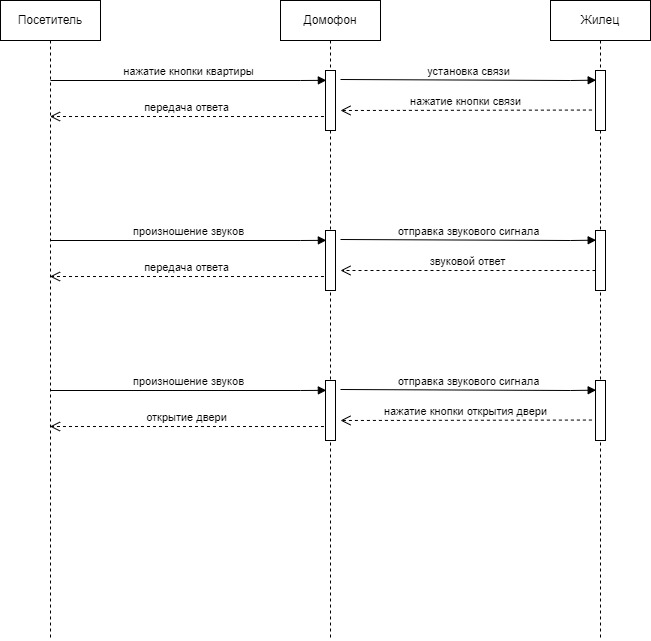 Посетитель
Домофон
Жилец
нажатие кнопки квартиры
установка связи
передача ответа
нажатие кнопки связи
произношение звуков
отправка звукового сигнала
передача ответа
звуковой ответ
произношение звуков
отправка звукового сигнала
открытие двери
нажатие кнопки открытия двери